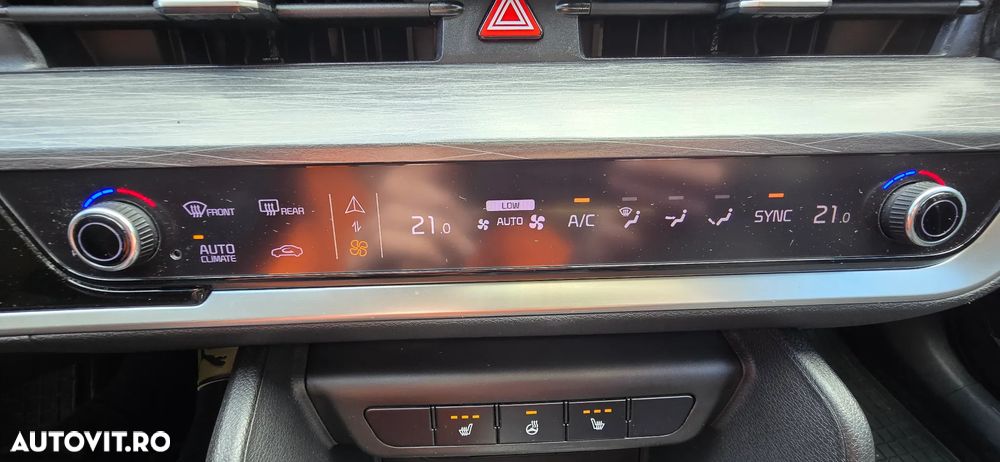 FRONT
REAR
LOW
21.0
AUTO
A/C
SYNC
21.0
AUTO
CLIMATE
AUTOVIT.RO